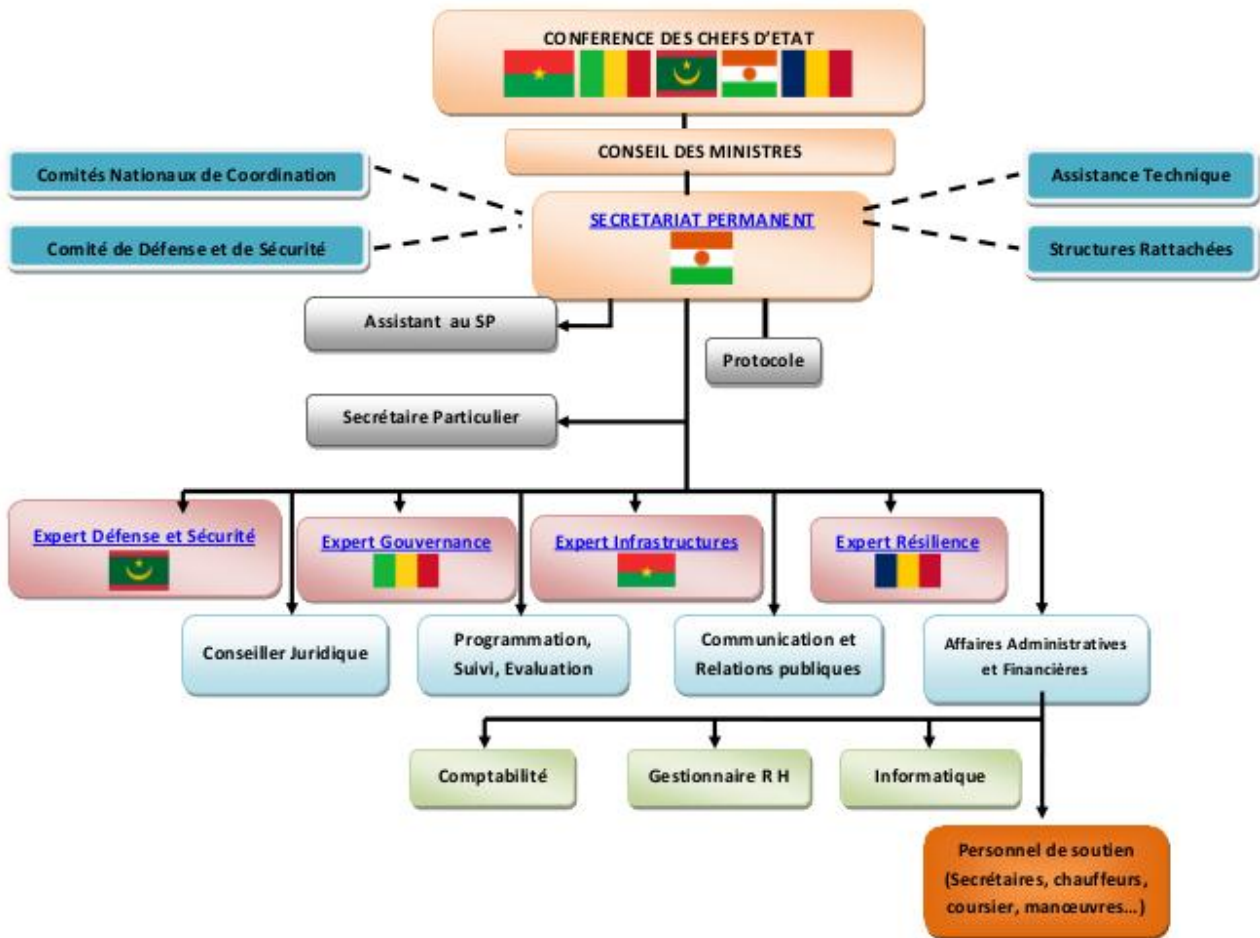 CONFERENCE DES CHEFS D'ETAT
CONSEIL DES MINISTRES
Comités Nationaux de Coordination
Assistance Technique
SECRETARIAT PERMANENT
Comité de Défense et de Sécurité
Structures Rattachées
Assistant au SP
Protocole
Secrétaire Particulier
Expert Défense et Sécurité
Expert Gouvernance
Expert Infrastructures
Expert Résilience
Conseiller Juridique
Programmation,
Suivi, Evaluation
Communication et
Relations publiques
Affaires Administratives
et Financières
Comptabilité
Gestionnaire R H
Informatique
Personnel de soutien
(Secrétaires, chauffeurs,
coursier, manœuvres...)